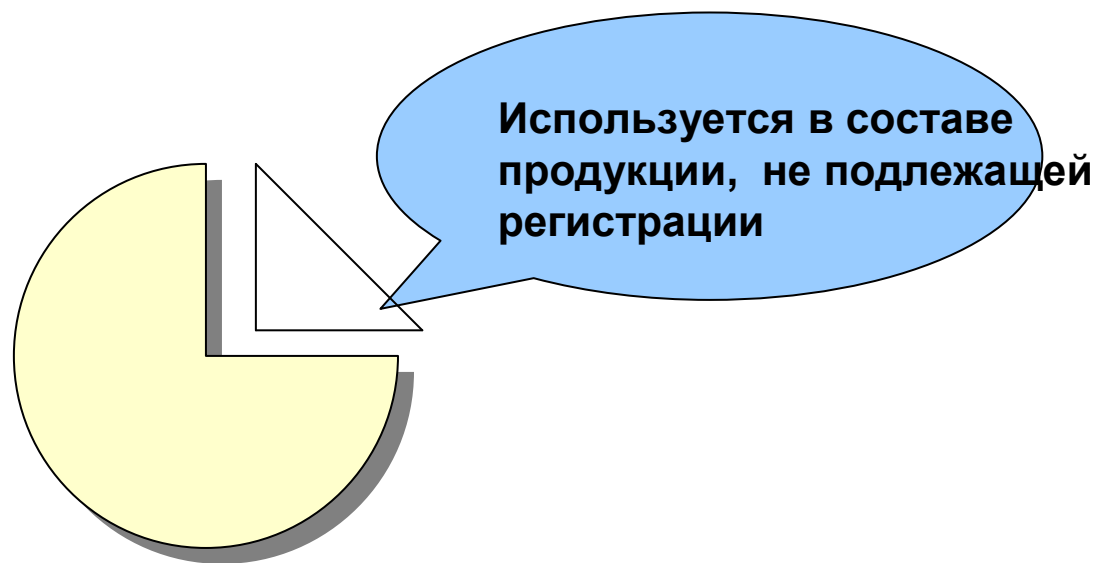 Используется в составе
продукции,  не подлежащей
регистрации